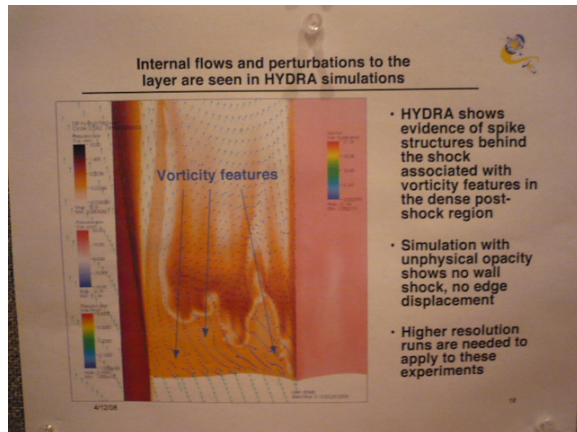 Internal flows and perturbations to the
layer are seen in HYDRA simulations
Vorticity features
• HYDRA shows
evidence of spike
structures behind
the shock
associated with
vorticity features in
the dense post-
shock region
• Simulation with
unphysical opacity
shows no wall
shock, no edge
displacement
• Higher resolution
runs are needed to
apply to these
experiments
4/12/08